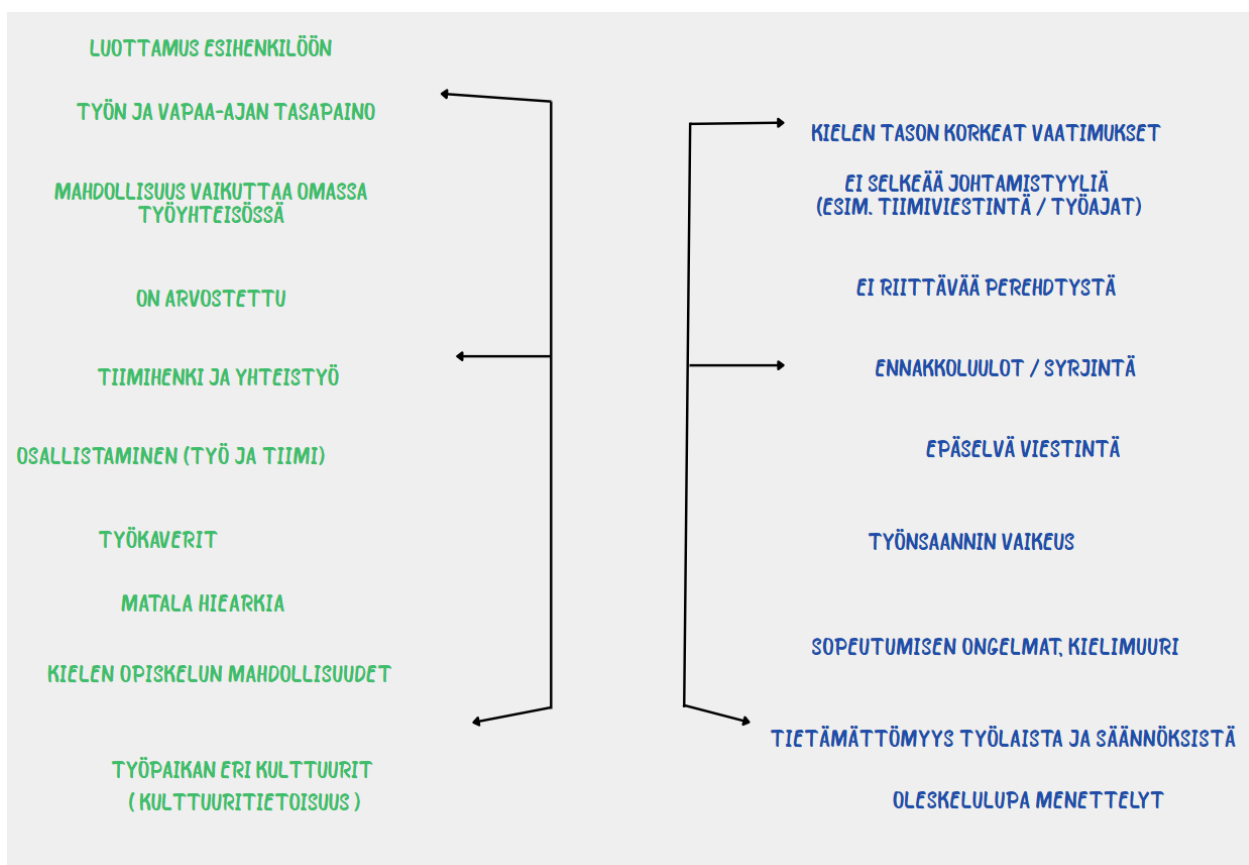 LUOTTAMUS ESIHENKILÖÖN
TYÖN JA VAPAA-AJAN TASAPAINO
MAHDOLLISUUS VAIKUTTAA OMASSA
TYÖYHTEISÖSSÄ
ON ARVOSTETTU
TIIMIHENKI JA YHTEISTYÖ
OSALLISTAMINEN (TYÖ JA TIIMI)
TYÖKAVERIT
MATALA HIEARKIA
KIELEN OPISKELUN MAHDOLLISUUDET
TYÖPAIKAN ERI KULTTUURIT
( KULTTUURITIETOISUUS )
KIELEN TASON KORKEAT VAATIMUKSET
EI SELKEÄÄ JOHTAMISTYYLIÄ
(ESIM. TIIMIVIESTINTÄ / TYÖAJAT)
EI RIITTÄVÄÄ PEREHDTYSTÄ
ENNAKKOLUULOT / SYRJINTÄ
EPÄSELVÄ VIESTINTÄ
TYÖNSAANNIN VAIKEUS
SOPEUTUMISEN ONGELMAT, KIELIMUURI
TIETÄMÄTTÖMYYS TYÖLAISTA JA SÄÄNNÖKSISTÄ
OLESKELULUPA MENETTELYT